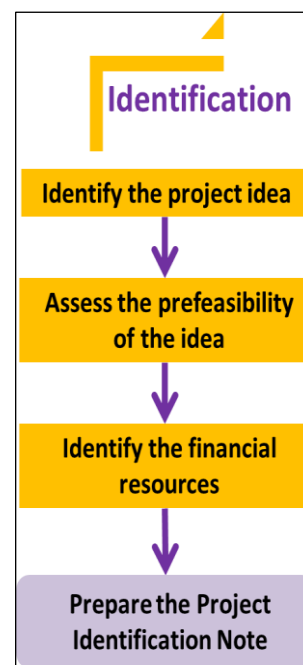 Identification
Identify the project idea
Assess the prefeasibility
of the idea
Identify the financial
resources
Prepare the Project
Identification Note